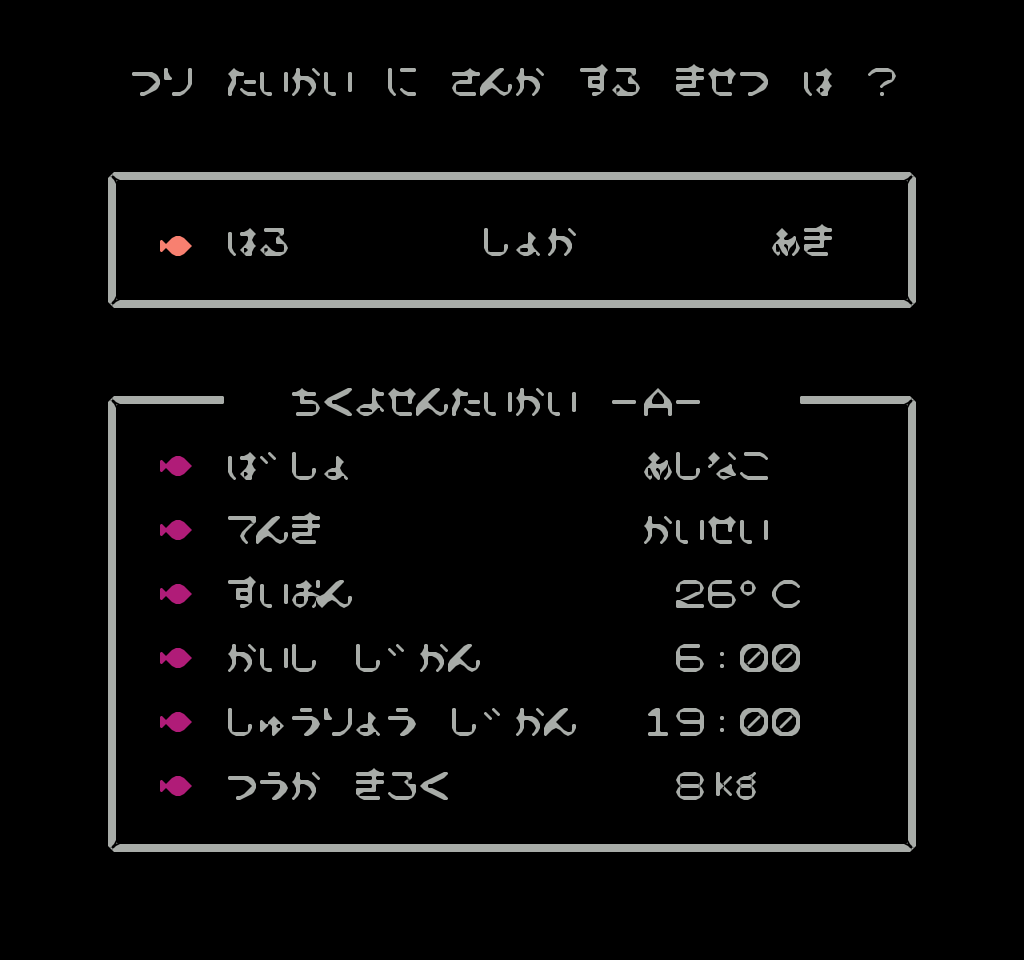 つり たいかい に さんか する きせつ は ?
はる しょか あき
ちくよせんたいかい -A-
ばしょ あしなこ
てんき かいせい
すいおん 26°C
かいし じかん 6:00
しゅうりょう じかん 19:00
つうか きろく 8kg